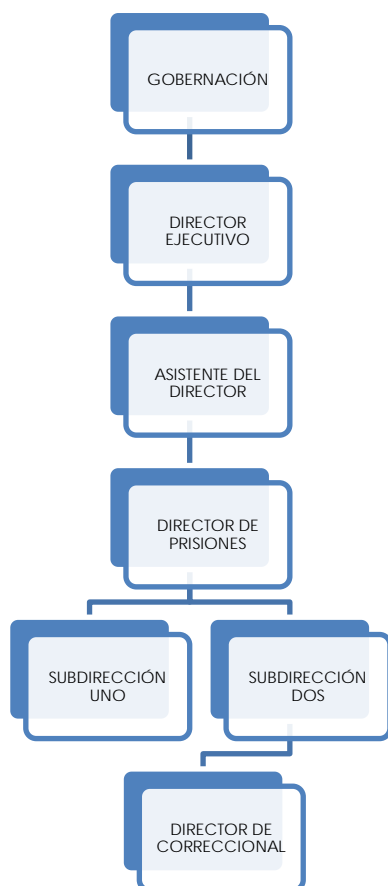 GOBERNACIÓN
DIRECTOR
EJECUTIVO
ASISTENTE DEL
DIRECTOR
DIRECTOR DE
PRISIONES
SUBDIRECCIÓN
UNO
SUBDIRECCIÓN
DOS
DIRECTOR DE
CORRECCIONAL